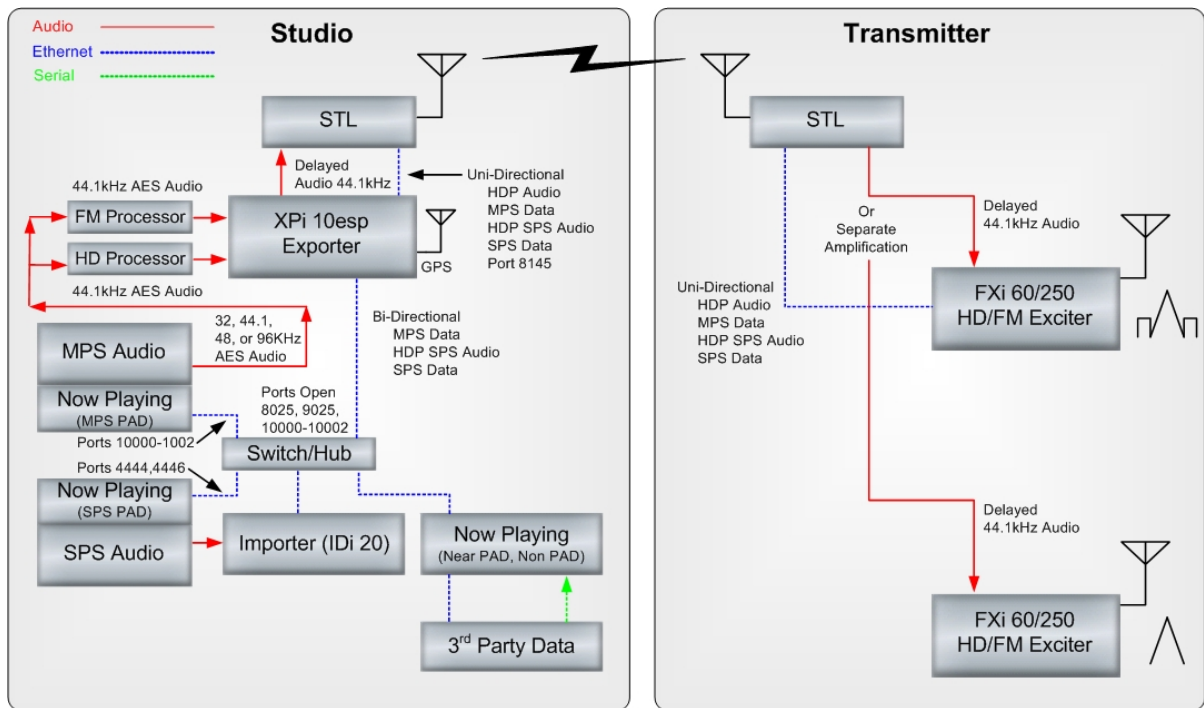 Audio
Ethernet
Serial
Studio
STL
Delayed
Audio 44.1kHz
Uni-Directional
HDP Audio
MPS Data
HDP SPS Audio
SPS Data
Port 8145
44.1kHz AES Audio
FM Processor
HD Processor
44.1kHz AES Audio
XPi 10esp
Exporter
GPS
32, 44.1,
48, or 96KHz
AES Audio
Bi-Directional
MPS Data
HDP SPS Audio
SPS Data
MPS Audio
Now Playing
(MPS PAD)
Ports 10000-1002
Ports Open
8025, 9025,
10000-10002
Switch/Hub
Ports 4444,4446
Now Playing
(SPS PAD)
SPS Audio
Importer (IDi 20)
Now Playing
(Near PAD, Non PAD)
3rd Party Data
Transmitter
STL
Or
Separate
Amplification
Delayed
44.1kHz Audio
Uni-Directional
HDP Audio
MPS Data
HDP SPS Audio
SPS Data
FXi 60/250
HD/FM Exciter
Delayed
44.1kHz Audio
FXi 60/250
HD/FM Exciter